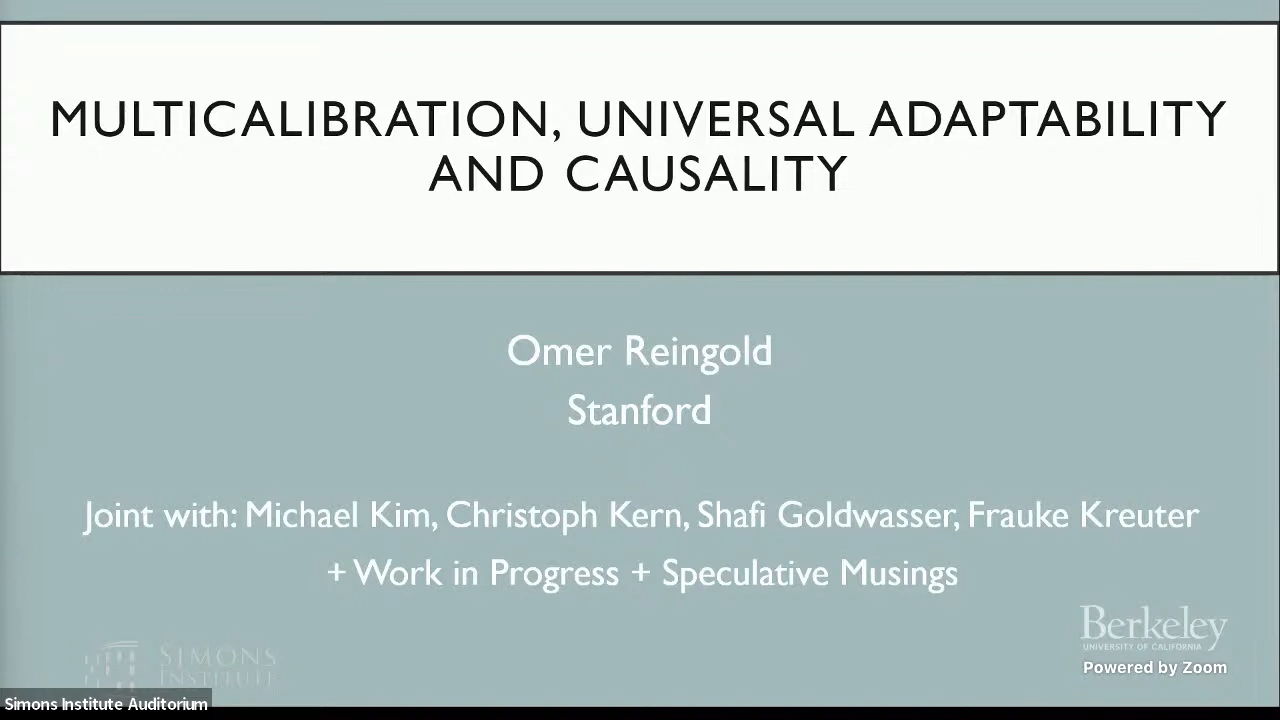 MULTICALIBRATION, UNIVERSAL ADAPTABILITY
AND CAUSALITY
Omer Reingold
Stanford
Joint with: Michael Kim, Christoph Kern, Shafi Goldwasser, Frauke Kreuter
+ Work in Progress + Speculative Musings
Berkeley
UNIVERSITY OF CALIFORNIA
Powered by Zoom
SIMONS
INSTITUTE
Simons Institute Auditorium